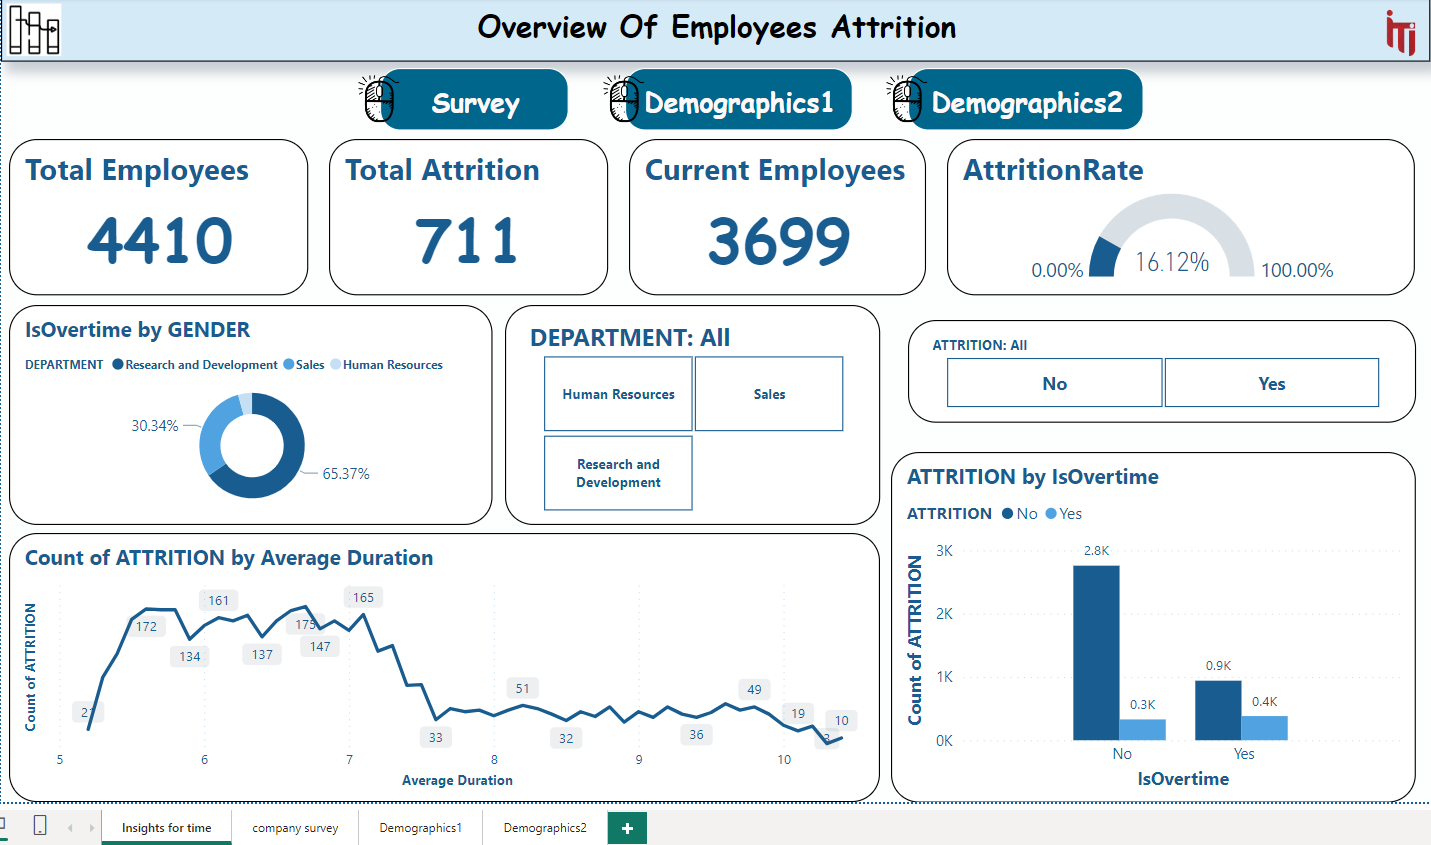 Overview Of Employees Attrition
iTi
Survey
Demographics1
Demographics2
Total Employees
4410
Total Attrition
711
Current Employees
3699
AttritionRate
0.00%
16.12%
100.00%
IsOvertime by GENDER
DEPARTMENT Research and Development Sales Human Resources
30.34%
65.37%
DEPARTMENT: All
Human Resources
Sales
Research and
Development
ATTRITION: All
No
Yes
Count of ATTRITION by Average Duration
Count of ATTRITION
21
172
134
161
137
175
147
165
33
51
32
36
49
19
3
10
5
6
7
8
9
10
Average Duration
ATTRITION by IsOvertime
ATTRITION No Yes
Count of ATTRITION
3K
2K
1K
0K
2.8K
0.3K
0.9K
0.4K
No
Yes
IsOvertime
Insights for time
company survey
Demographics1
Demographics2
+